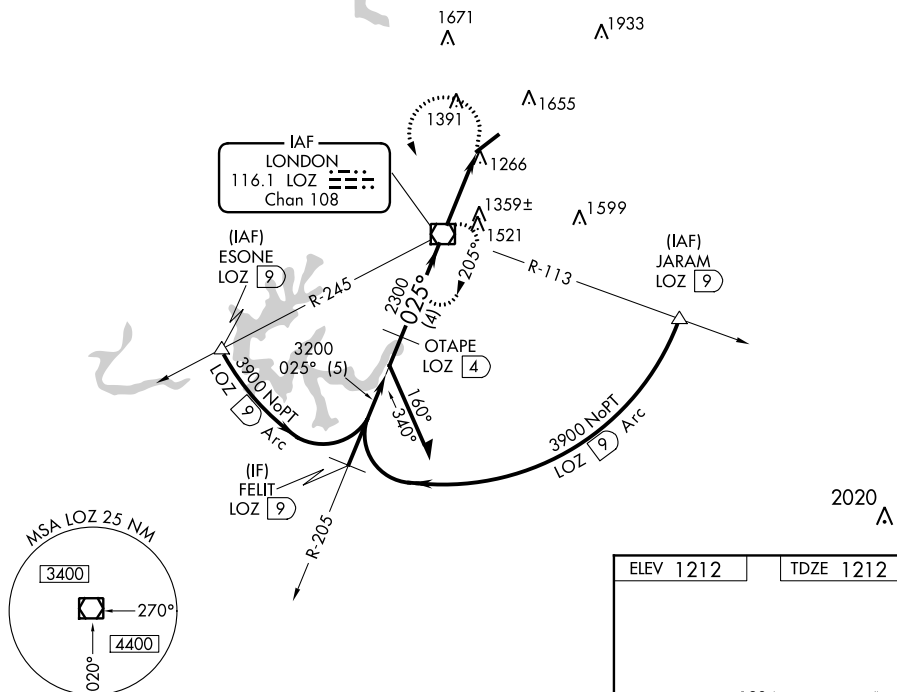 1671
1933
1391
1655
IAF
LONDON
116.1 LOZ
Chan 108
1266
1359±
1599
1521
(IAF)
ESONE
LOZ 9
(IAF)
JARAM
LOZ 9
R-245
205°
R-113
2300
025°
(4)
OTAPE
LOZ 4
3200
025° (5)
3900 NoPT
LOZ 9 Arc
160°
340°
3900 NoPT
LOZ 9 Arc
(IF)
FELIT
LOZ 9
R-205
2020
MSA LOZ 25 NM
3400
270°
4400
020°
ELEV 1212
TDZE 1212